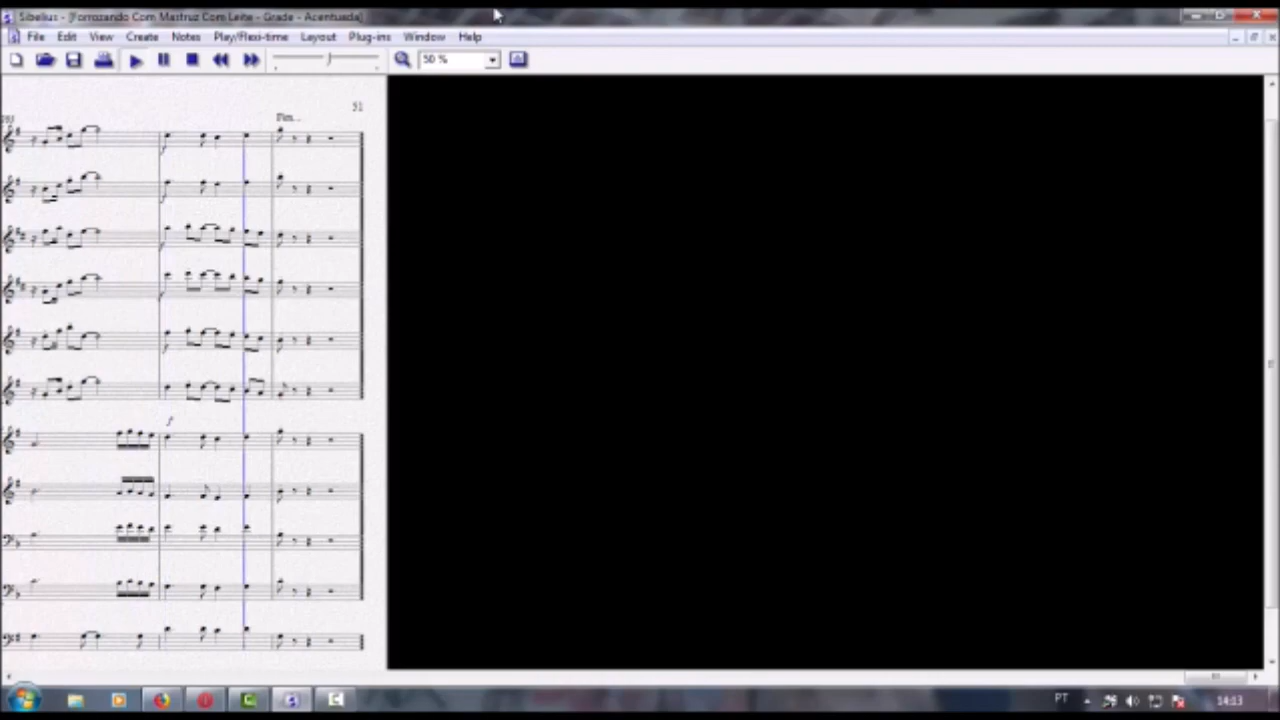 Sibelius - [Forrozando Com Mastruz Com Leite - Grade - Acentuada]
File Edit View Create Notes Play/Flexi-time Layout Plug-ins Window Help
50 %
51
Fim...
f
PT 14:13